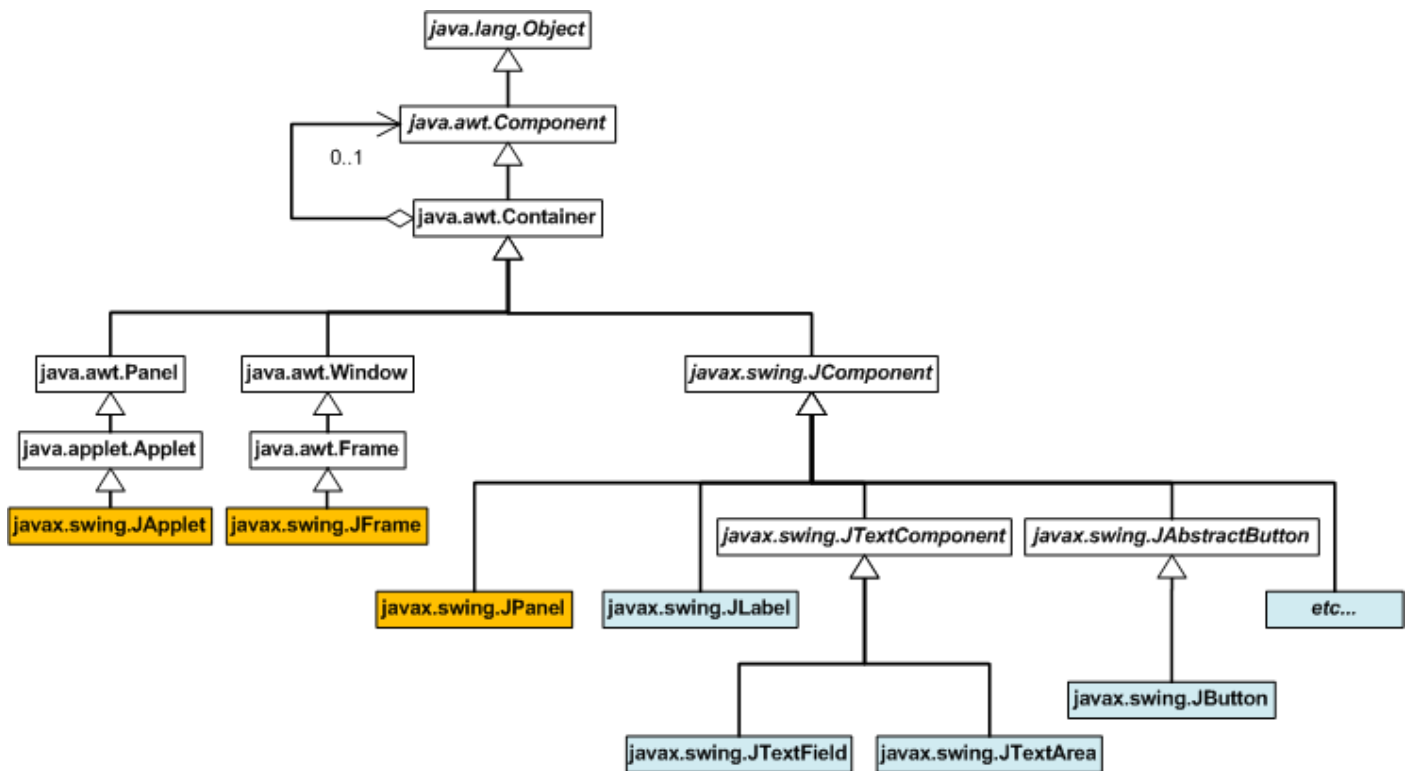 java.lang.Object
java.awt.Component
0..1
java.awt.Container
java.awt.Panel
java.awt.Window
javax.swing.JComponent
java.applet.Applet
java.awt.Frame
javax.swing.JApplet
javax.swing.JFrame
javax.swing.JTextComponent
javax.swing.JAbstractButton
javax.swing.JPanel
javax.swing.JLabel
etc...
javax.swing.JButton
javax.swing.JTextField
javax.swing.JTextArea